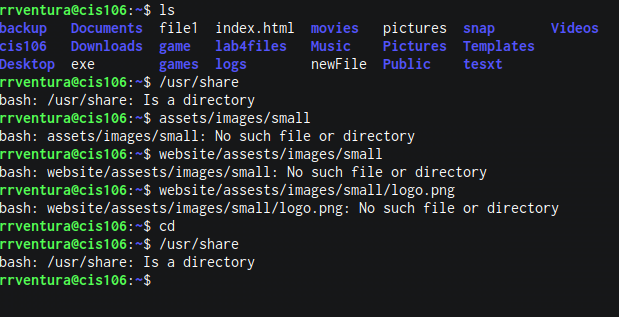 rrventura@cis106:~$ ls
backup Documents file1 index.html movies pictures snap Videos
cis106 Downloads game lab4files Music Pictures Templates
Desktop exe games logs newFile Public tesxt
rrventura@cis106:~$ /usr/share
bash: /usr/share: Is a directory
rrventura@cis106:~$ assets/images/small
bash: assets/images/small: No such file or directory
rrventura@cis106:~$ website/assests/images/small
bash: website/assests/images/small: No such file or directory
rrventura@cis106:~$ website/assests/images/small/logo.png
bash: website/assests/images/small/logo.png: No such file or directory
rrventura@cis106:~$ cd
rrventura@cis106:~$ /usr/share
bash: /usr/share: Is a directory
rrventura@cis106:~$